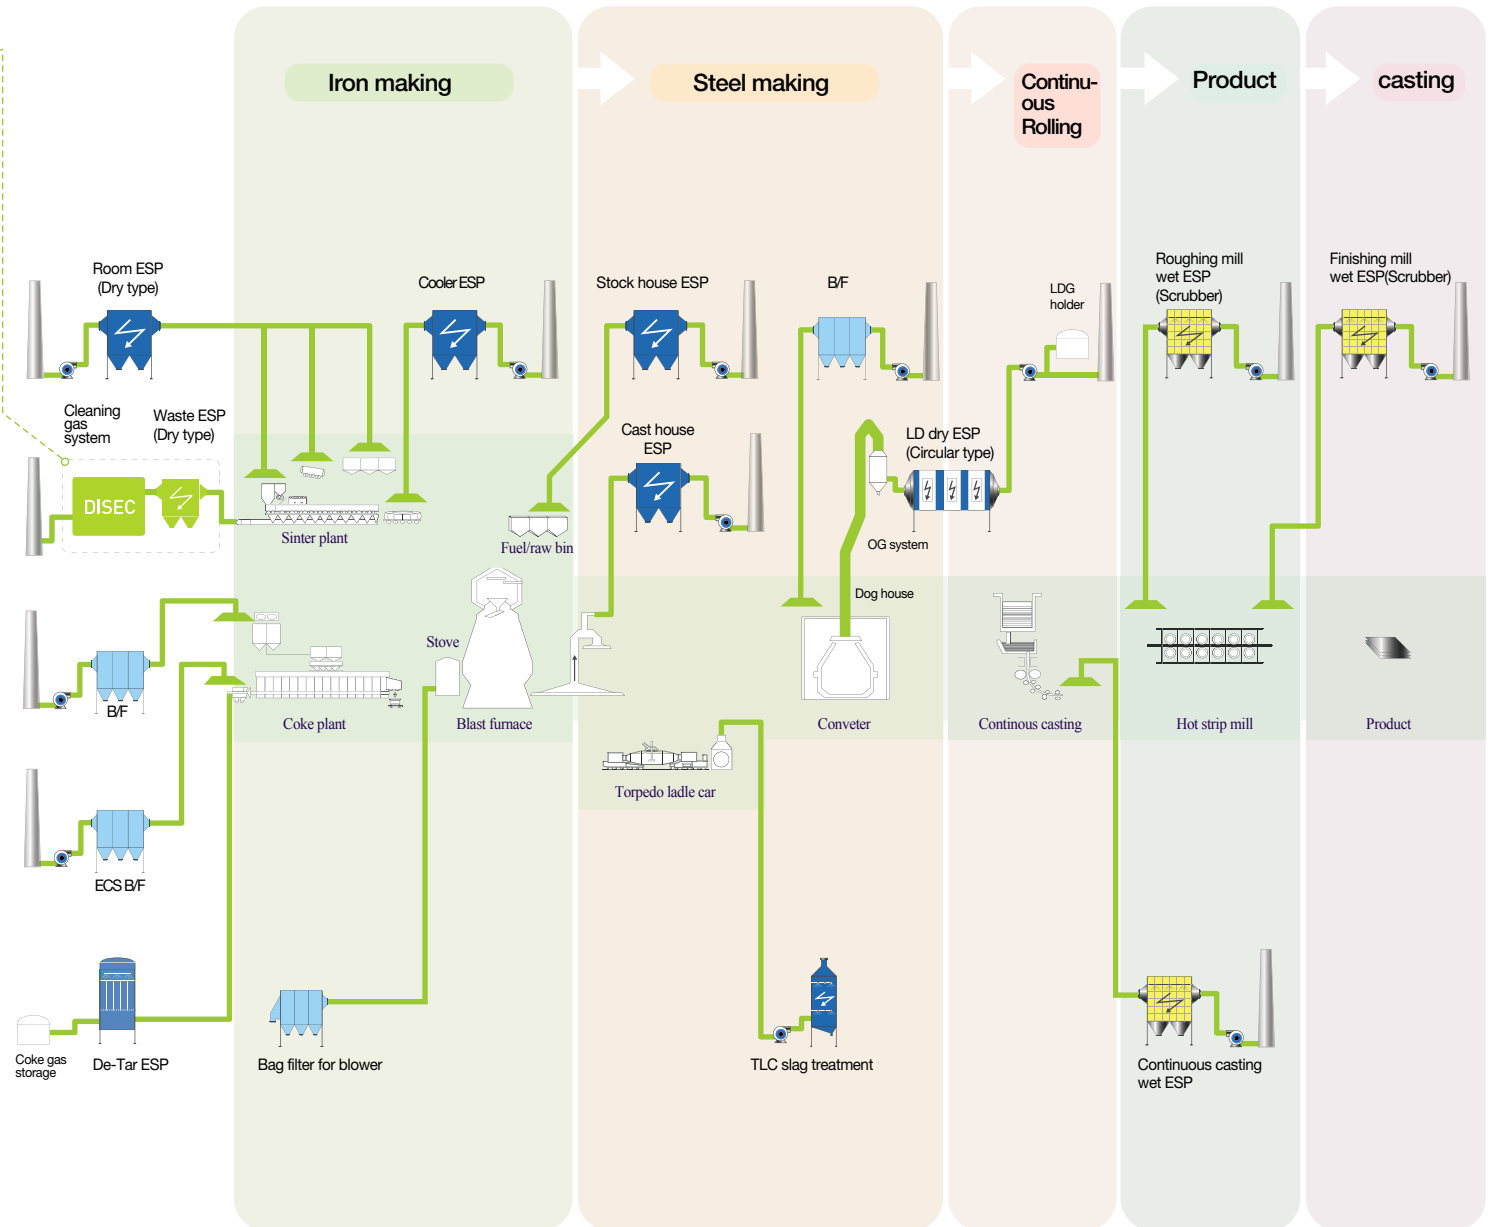 Iron making
Steel making
Continu-
ous
Rolling
Product
casting
Room ESP
(Dry type)
Cooler ESP
Stock house ESP
B/F
LDG
holder
Roughing mill
wet ESP
(Scrubber)
Finishing mill
wet ESP(Scrubber)
Cleaning
gas
system
Waste ESP
(Dry type)
DISEC
Sinter plant
Fuel/raw bin
Cast house
ESP
LD dry ESP
(Circular type)
OG system
Dog house
B/F
Stove
Coke plant
Blast furnace
Conveter
Continous casting
Hot strip mill
Product
Torpedo ladle car
ECS B/F
Coke gas
storage
De-Tar ESP
Bag filter for blower
TLC slag treatment
Continuous casting
wet ESP